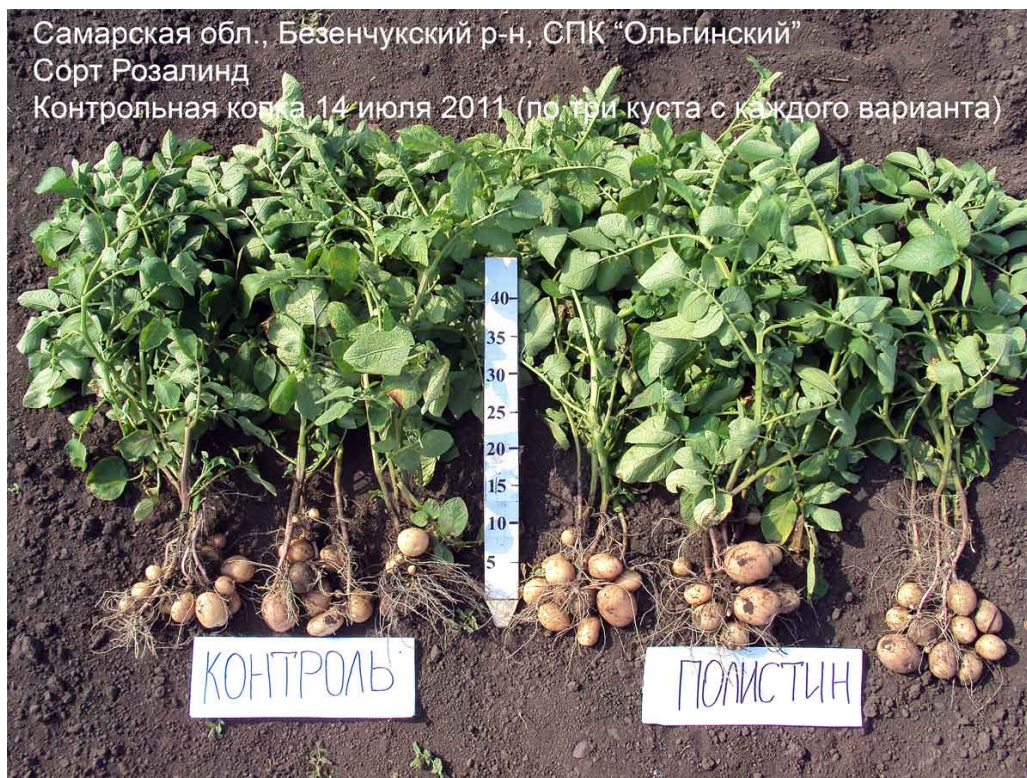 Самарская обл., Безенчукский р-н, СПК "Ольгинский"
Сорт Розалинд
Контрольная копка 14 июля 2011 (по три куста с каждого варианта)
40
35
30
25
20
15
10
5
КОНТРОЛЬ
ПОЛИСТИН